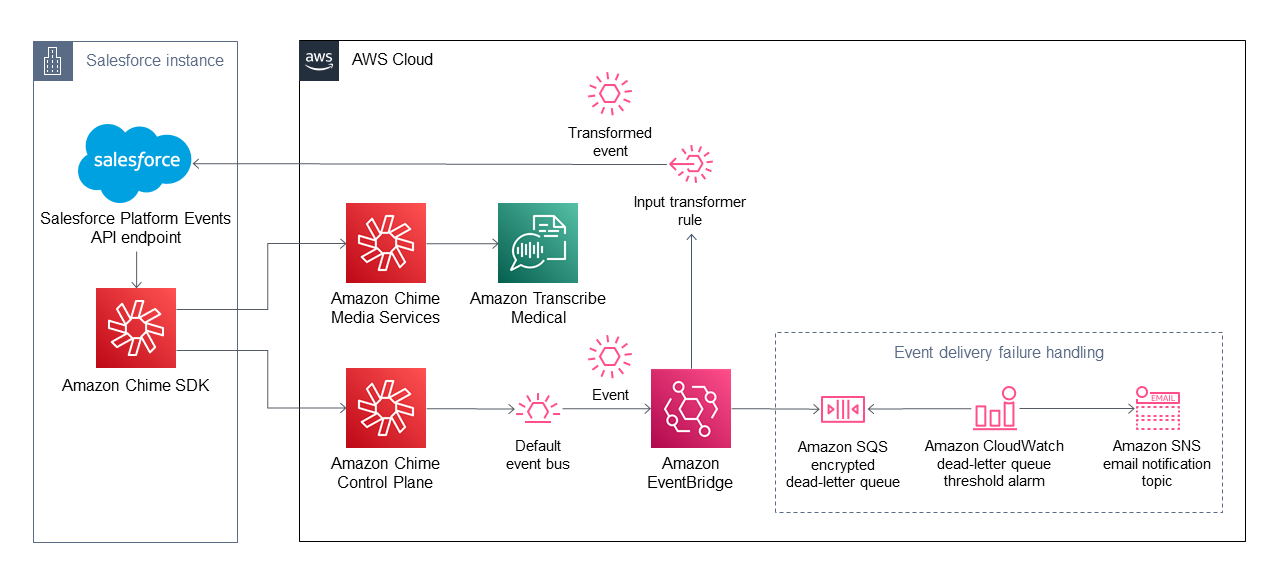 Salesforce instance
aws
AWS Cloud
Transformed
event
salesforce
Salesforce Platform Events
API endpoint
Input transformer
rule
Amazon Chime
Media Services
Amazon Transcribe
Medical
Amazon Chime SDK
Event delivery failure handling
Event
EMAIL
Amazon Chime
Control Plane
Default
event bus
Amazon
EventBridge
Amazon SQS
encrypted
dead-letter queue
Amazon CloudWatch
dead-letter queue
threshold alarm
Amazon SNS
email notification
topic